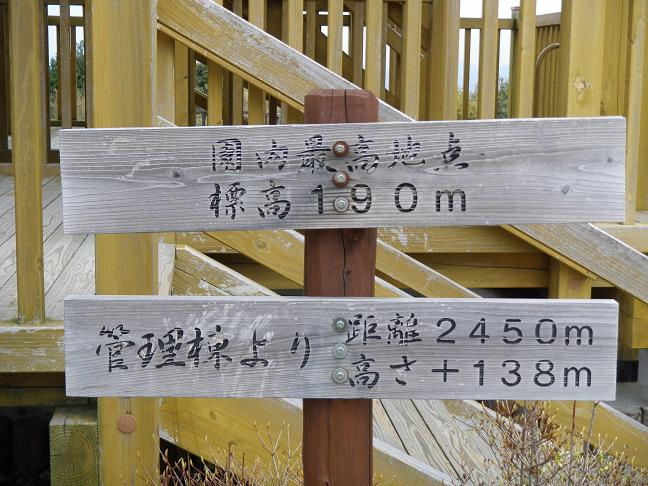 園内最高地点
標高190m
管理棟より 距離2450m
高さ+138m